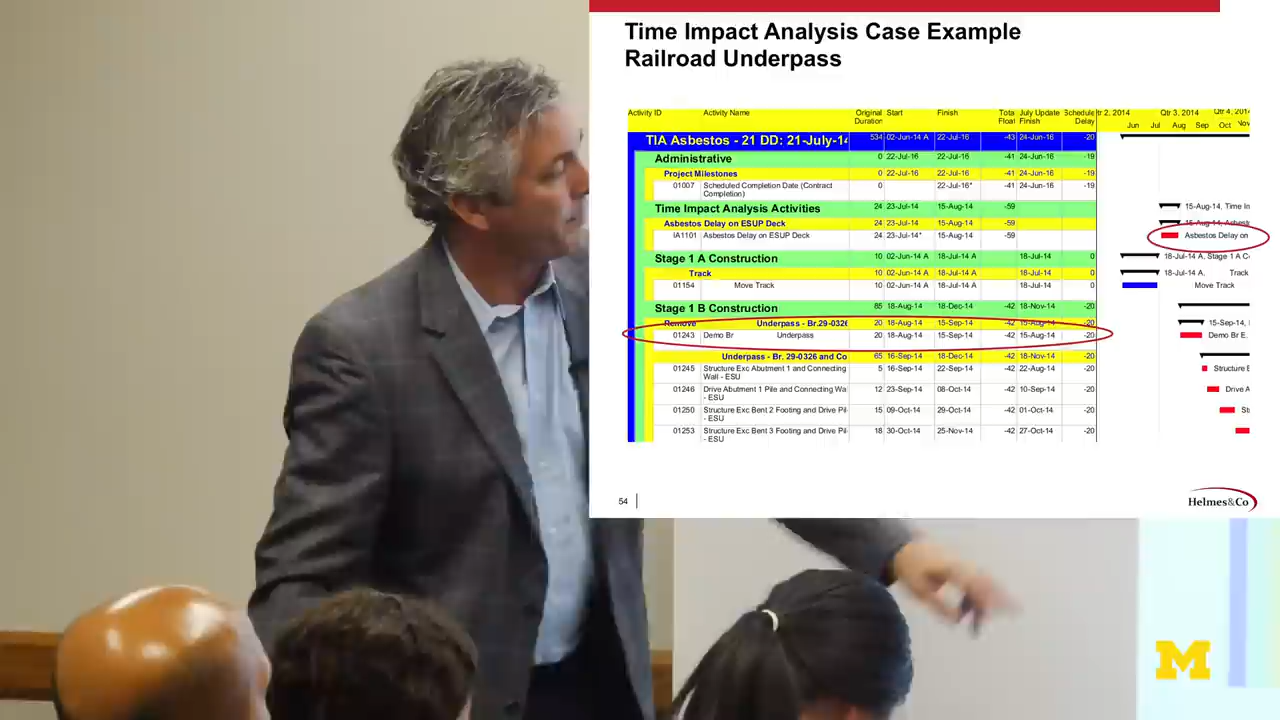 Time Impact Analysis Case Example
Railroad Underpass
Activity ID Activity Name Original Duration Start Finish Total Float July Update Finish Schedule Delay tr 2, 2014 Qtr 3, 2014 Qtr 4, 2014
Jun Jul Aug Sep Oct Nov
TIA Asbestos - 21 DD: 21-July-14 534 02-Jun-14 A 22-Jul-16 -43 24-Jun-16 -20
Administrative 0 22-Jul-16 22-Jul-16 -41 24-Jun-16 -19
Project Milestones 0 22-Jul-16 22-Jul-16 -41 24-Jun-16 -19
01007 Scheduled Completion Date (Contract 0 22-Jul-16* -41 24-Jun-16 -19
Completion)
Time Impact Analysis Activities 24 23-Jul-14 15-Aug-14 -59 15-Aug-14, Time In
Asbestos Delay on ESUP Deck 24 23-Jul-14 15-Aug-14 -59 15-Aug-14, Asbest
IA1101 Asbestos Delay on ESUP Deck 24 23-Jul-14* 15-Aug-14 -59 Asbestos Delay on
Stage 1 A Construction 10 02-Jun-14 A 18-Jul-14 A 18-Jul-14 0 18-Jul-14 A, Stage 1 A C
Track 10 02-Jun-14 A 18-Jul-14 A 18-Jul-14 0 18-Jul-14 A, Track
01154 Move Track 10 02-Jun-14 A 18-Jul-14 A 18-Jul-14 0 Move Track
Stage 1 B Construction 85 18-Aug-14 18-Dec-14 -42 18-Nov-14 -20
Remove Underpass - Br.29-0326 20 18-Aug-14 15-Sep-14 -42 15-Aug-14 -20 15-Sep-14,
01243 Demo Br Underpass 20 18-Aug-14 15-Sep-14 -42 15-Aug-14 -20 Demo Br E.
Underpass - Br. 29-0326 and Co 65 16-Sep-14 18-Dec-14 -42 18-Nov-14 -20
01245 Structure Exc Abutment 1 and Connecting 5 16-Sep-14 22-Sep-14 -42 22-Aug-14 -20 Structure E
Wall - ESU
01246 Drive Abutment 1 Pile and Connecting Wa 12 23-Sep-14 08-Oct-14 -42 10-Sep-14 -20 Drive A
- ESU
01250 Structure Exc Bent 2 Footing and Drive Pil 15 09-Oct-14 29-Oct-14 -42 01-Oct-14 -20 Str
- ESU
01253 Structure Exc Bent 3 Footing and Drive Pil 18 30-Oct-14 25-Nov-14 -42 27-Oct-14 -20
- ESU
54
Helmes&Co
M